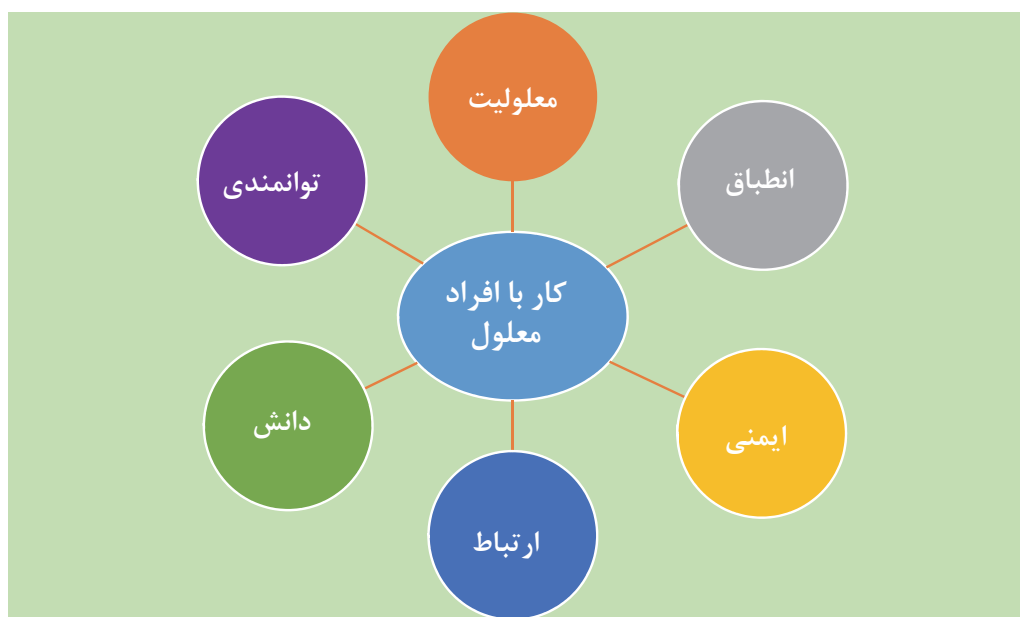 معلولیت
انطباق
توانمندی
کار با افراد
معلول
دانش
ایمنی
ارتباط